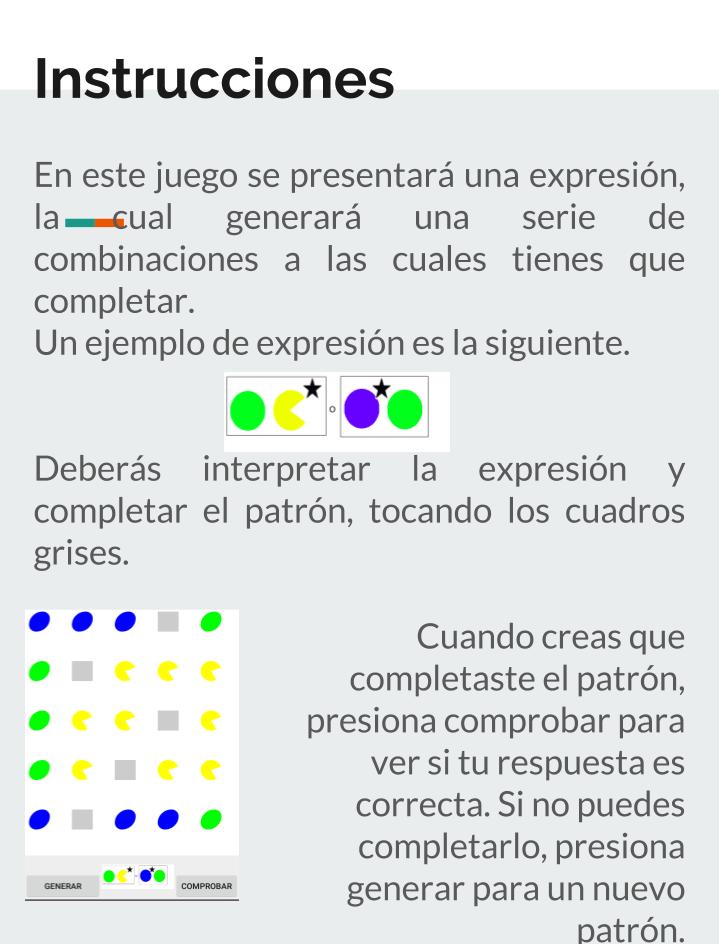 Instrucciones
En este juego se presentará una expresión,
la cual generará una serie de
combinaciones a las cuales tienes que
completar.
Un ejemplo de expresión es la siguiente.
o
Deberás interpretar la expresión y
completar el patrón, tocando los cuadros
grises.
Cuando creas que
completaste el patrón,
presiona comprobar para
ver si tu respuesta es
correcta. Si no puedes
completarlo, presiona
generar para un nuevo
patrón.
GENERAR
COMPROBAR